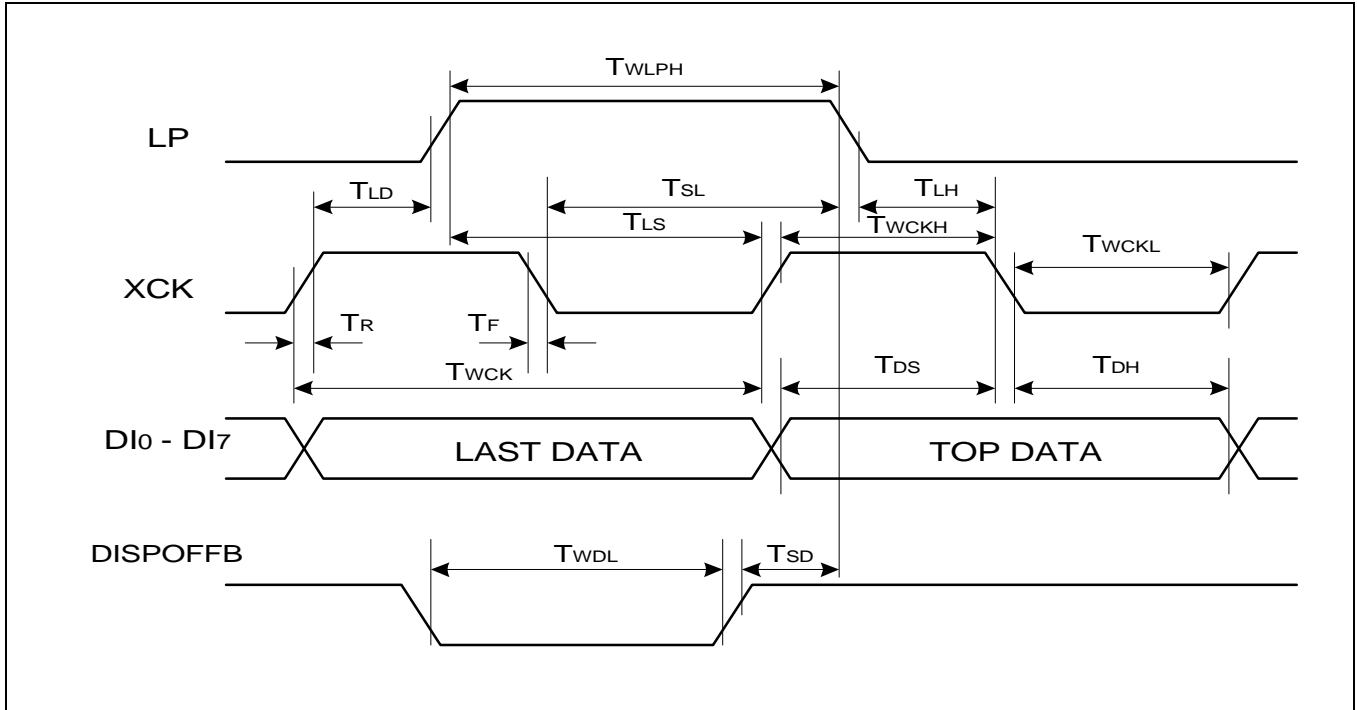 TWLPH
LP
TLD
TSL
TLH
TLS
TWCKH
TWCKL
XCK
TR
TF
TWCK
TDS
TDH
DI0 - DI7
LAST DATA
TOP DATA
DISPOFFB
TWDL
TSD